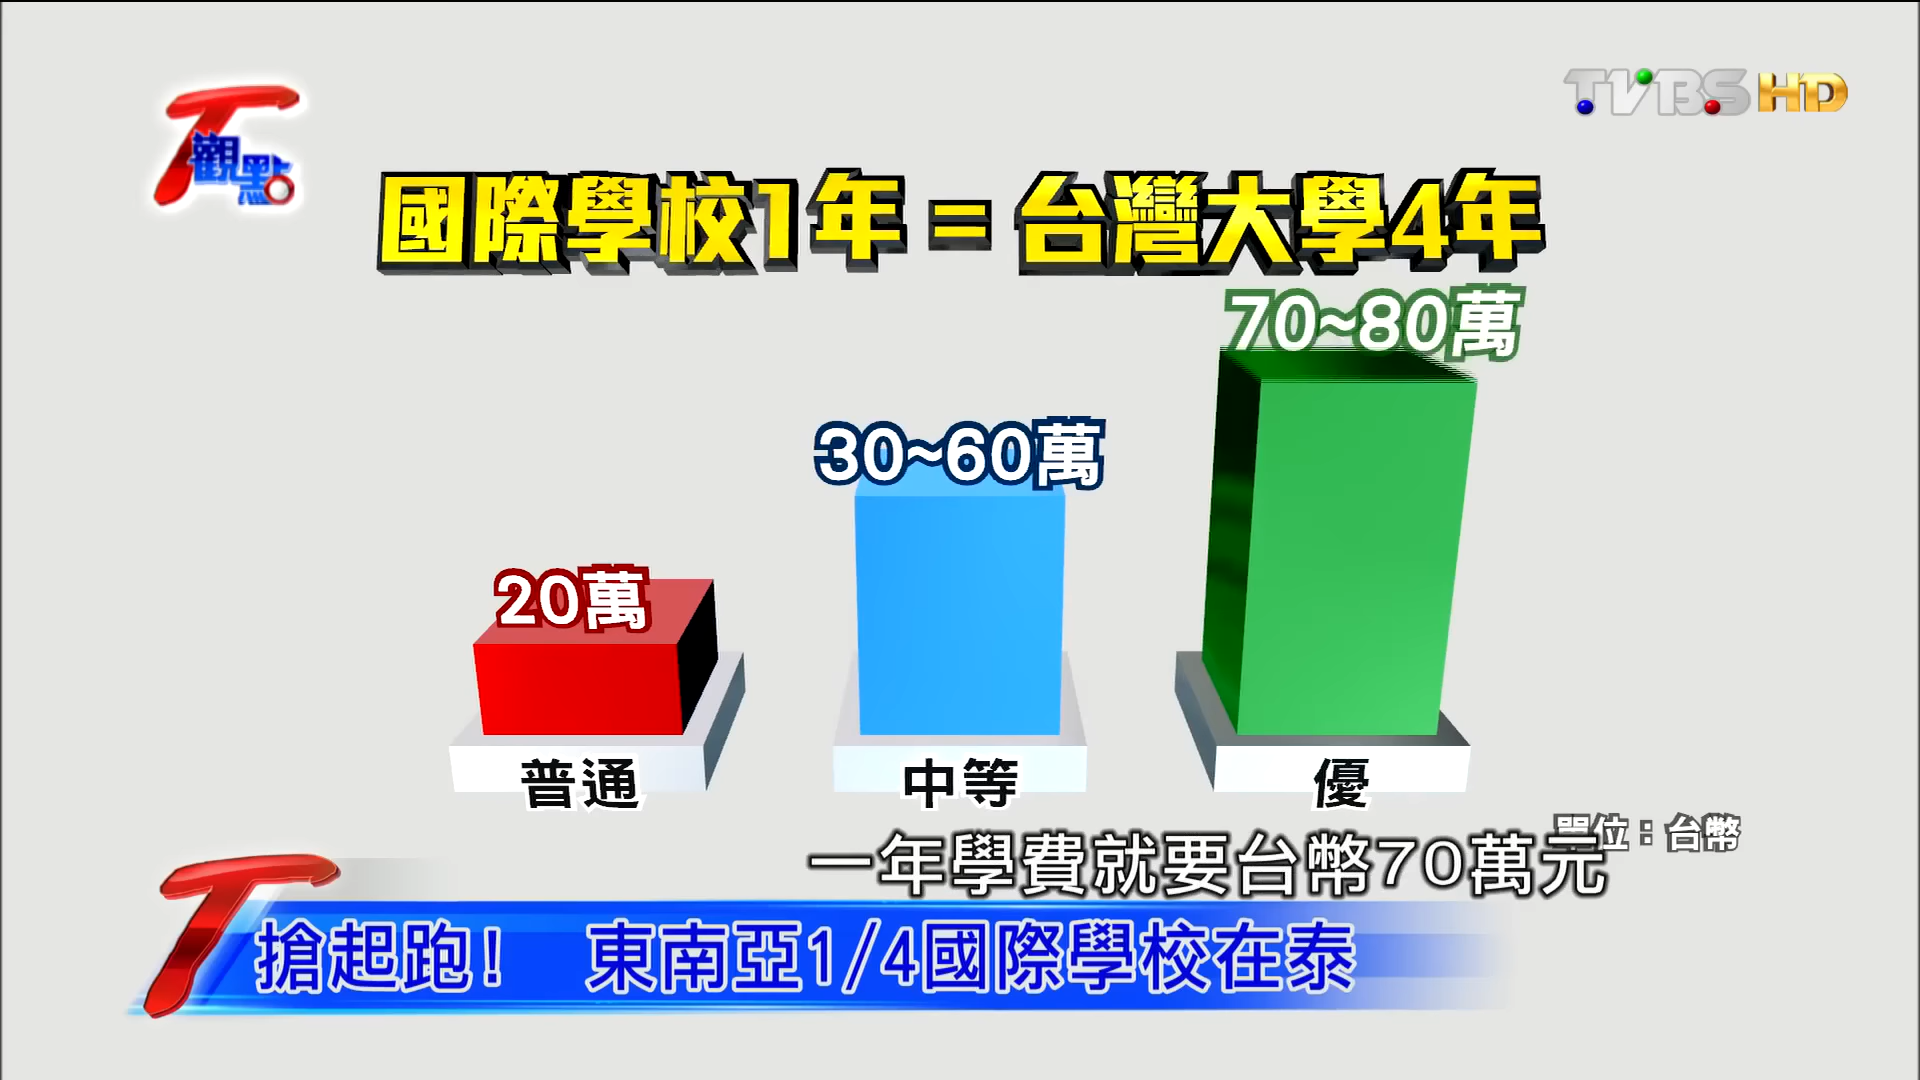 T觀點
TVBS HD
國際學校1年=台灣大學4年
70~80萬
30~60萬
20萬
普通
中等
優
單位:台幣
一年學費就要台幣70萬元
T搶起跑! 東南亞1/4國際學校在泰